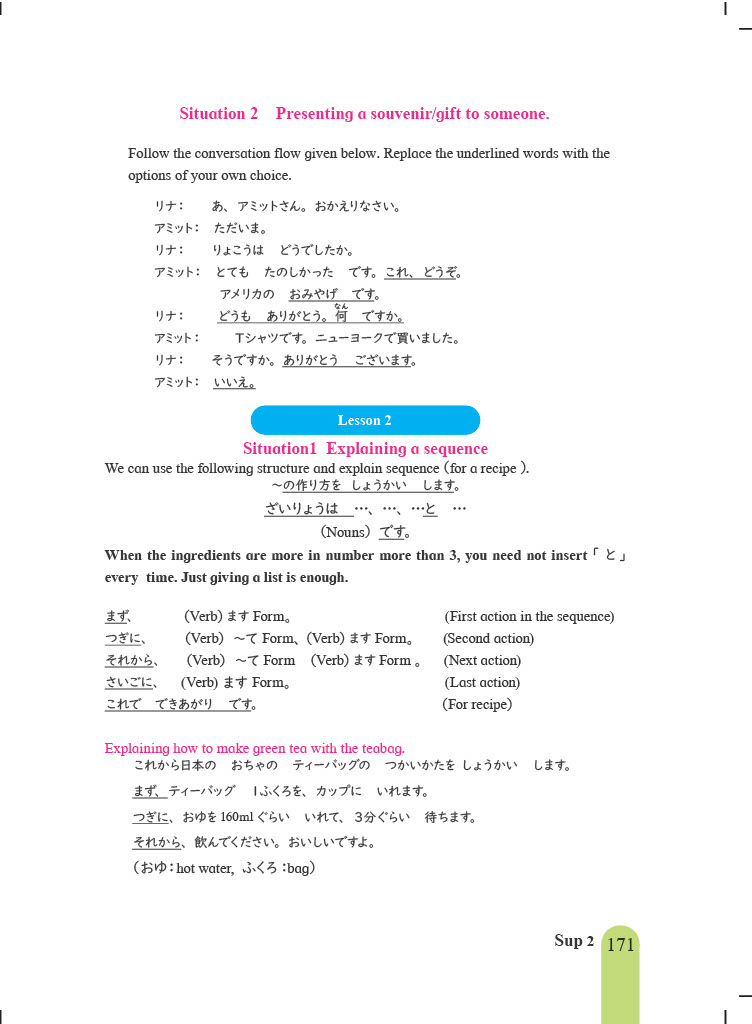 Situation 2 Presenting a souvenir/gift to someone.
Follow the conversation flow given below. Replace the underlined words with the
options of your own choice.
リナ： あ、アミットさん。おかえりなさい。
アミット： ただいま。
リナ： りょこうは どうでしたか。
アミット： とても たのしかった です。これ、どうぞ。
アメリカの おみやげ です。
なん
リナ： どうも ありがとう。何 ですか。
アミット： Tシャツです。ニューヨークで買いました。
リナ： そうですか。ありがとう ございます。
アミット： いいえ。
Lesson 2
Situation1 Explaining a sequence
We can use the following structure and explain sequence (for a recipe ).
～の作り方を しょうかい します。
ざいりょうは …、…、…と …
(Nouns) です。
When the ingredients are more in number more than 3, you need not insert「 と」
every time. Just giving a list is enough.
まず、 (Verb) ます Form。 (First action in the sequence)
つぎに、 (Verb) ～て Form、(Verb) ます Form。 (Second action)
それから、 (Verb) ～て Form (Verb) ます Form 。 (Next action)
さいごに、 (Verb) ます Form。 (Last action)
これで できあがり です。 (For recipe)
Explaining how to make green tea with the teabag.
これから日本の おちゃの ティーバッグの つかいかたを しょうかい します。
まず、ティーバッグ 1ふくろを、カップに いれます。
つぎに、おゆを 160ml ぐらい いれて、3分ぐらい 待ちます。
それから、飲んでください。おいしいですよ。
(おゆ：hot water, ふくろ：bag)
Sup 2 171